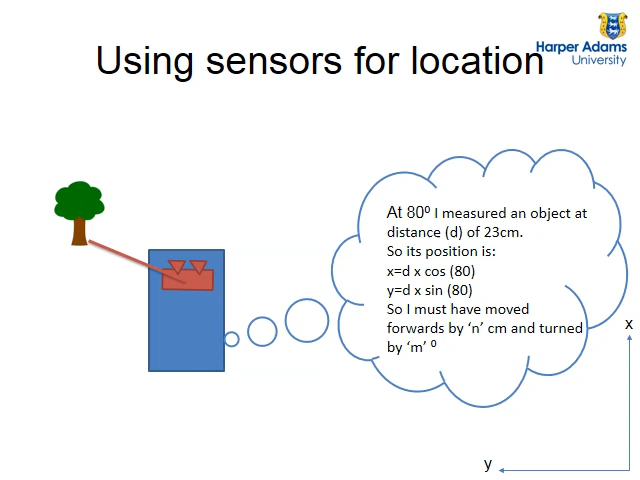 Harper Adams
University
Using sensors for location
At 80⁰ I measured an object at
distance (d) of 23cm.
So its position is:
x=d x cos (80)
y=d x sin (80)
So I must have moved
forwards by ‘n’ cm and turned
by ‘m’ ⁰
x
y